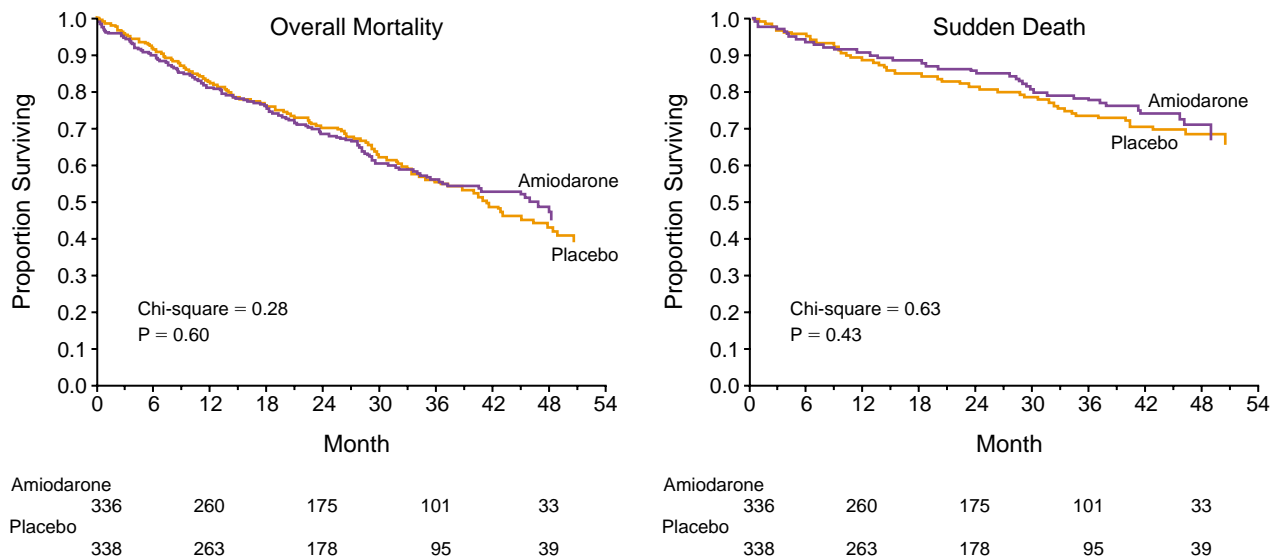 Overall Mortality
Proportion Surviving
1.0
0.9
0.8
0.7
0.6
0.5
0.4
0.3
0.2
0.1
0.0
Amiodarone
Placebo
Chi-square = 0.28
P = 0.60
0 6 12 18 24 30 36 42 48 54
Month
Amiodarone
336 260 175 101 33
Placebo
338 263 178 95 39
Sudden Death
Proportion Surviving
1.0
0.9
0.8
0.7
0.6
0.5
0.4
0.3
0.2
0.1
0.0
Amiodarone
Placebo
Chi-square = 0.63
P = 0.43
0 6 12 18 24 30 36 42 48 54
Month
Amiodarone
336 260 175 101 33
Placebo
338 263 178 95 39